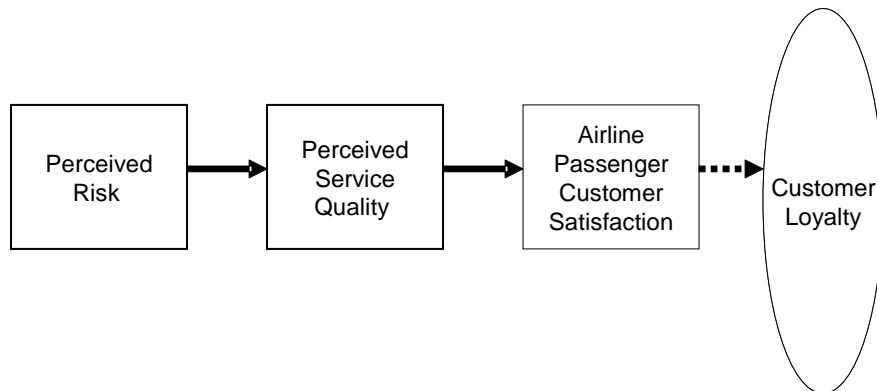 Perceived
Risk
Perceived
Service
Quality
Airline
Passenger
Customer
Satisfaction
Customer
Loyalty